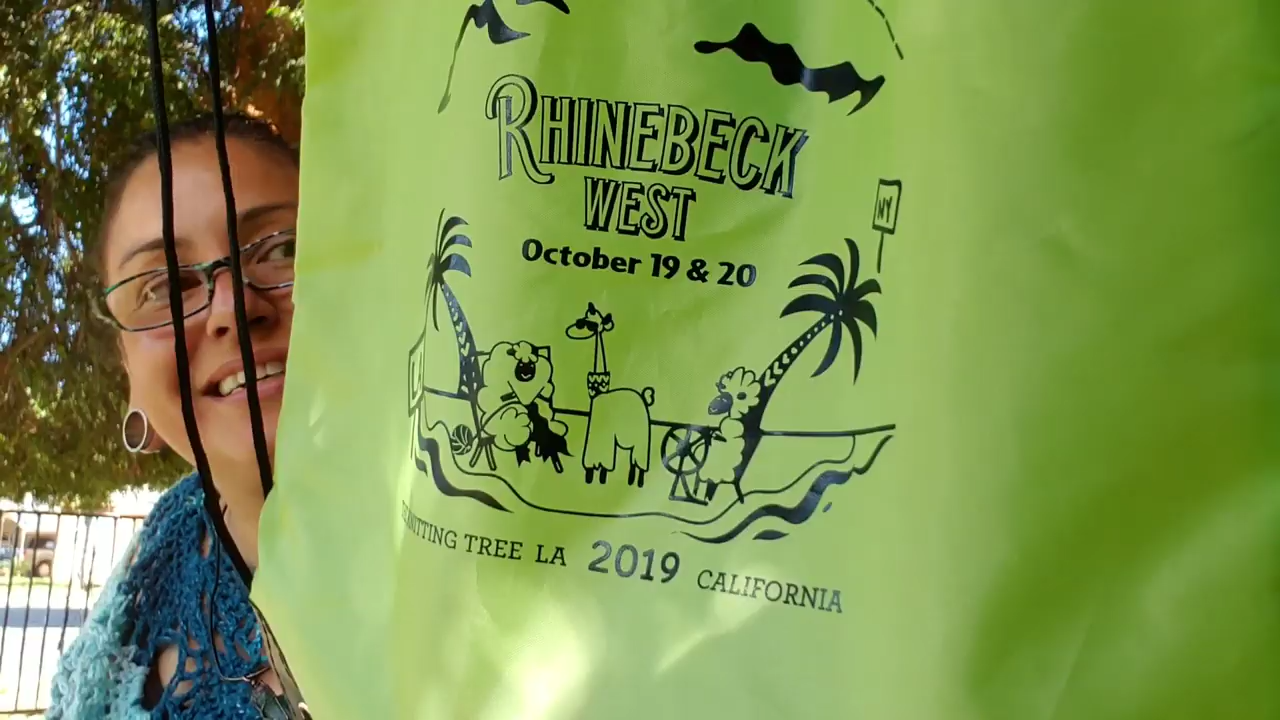 RHINEBECK
WEST
October 19 & 20
NY
KNITTING TREE LA 2019 CALIFORNIA